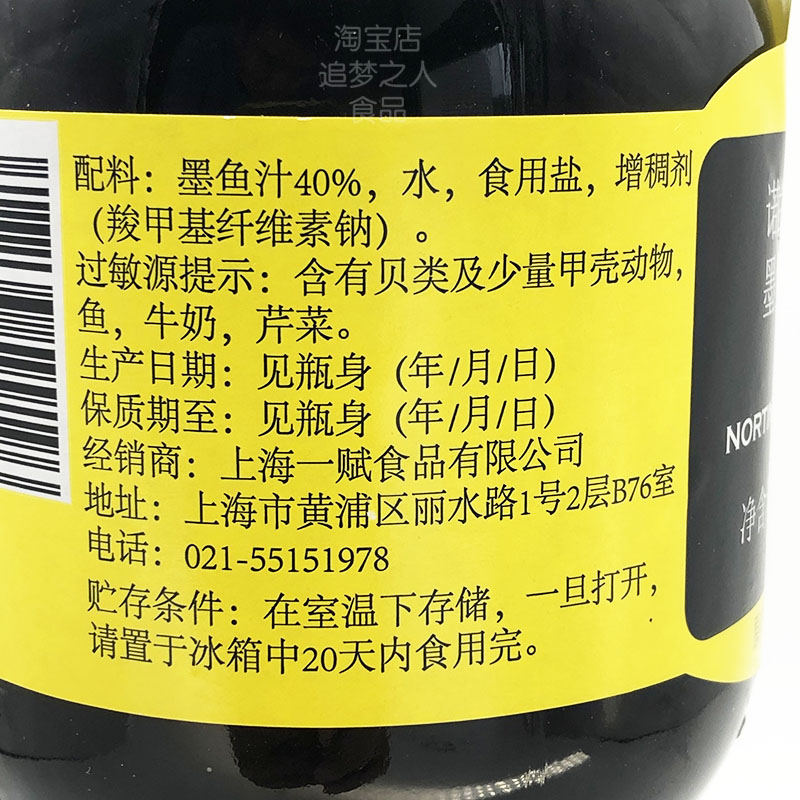 淘宝店
追梦之人
食品
配料：墨鱼汁40%，水，食用盐，增稠剂
（羧甲基纤维素钠）。
过敏源提示：含有贝类及少量甲壳动物，
鱼，牛奶，芹菜。
生产日期：见瓶身（年/月/日）
保质期至：见瓶身（年/月/日）
经销商：上海一赋食品有限公司
地址：上海市黄浦区丽水路1号2层B76室
电话：021-55151978
贮存条件：在室温下存储，一旦打开，
请置于冰箱中20天内食用完。
墨
NORT
净含